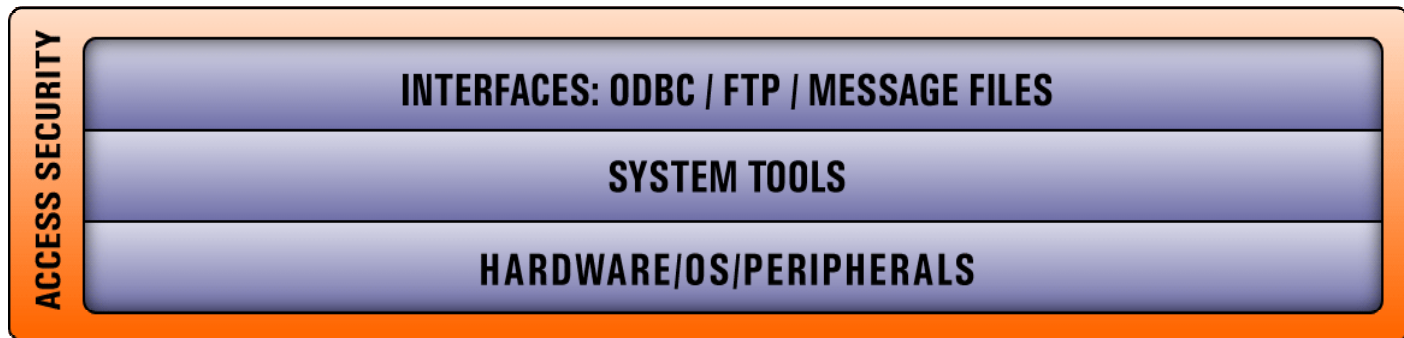 ACCESS SECURITY
INTERFACES: ODBC / FTP / MESSAGE FILES
SYSTEM TOOLS
HARDWARE/OS/PERIPHERALS